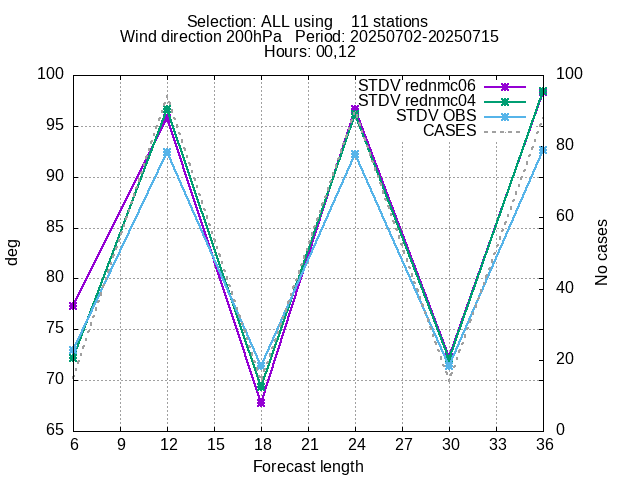 Selection: ALL using    11 stations
Wind direction 200hPa   Period: 20250702-20250715
Hours: 00,12
STDV rednmc06
STDV rednmc04
STDV OBS
CASES
100
95
90
85
80
75
70
65
100
80
60
40
20
0
6 9 12 15 18 21 24 27 30 33 36
deg
No cases
Forecast length